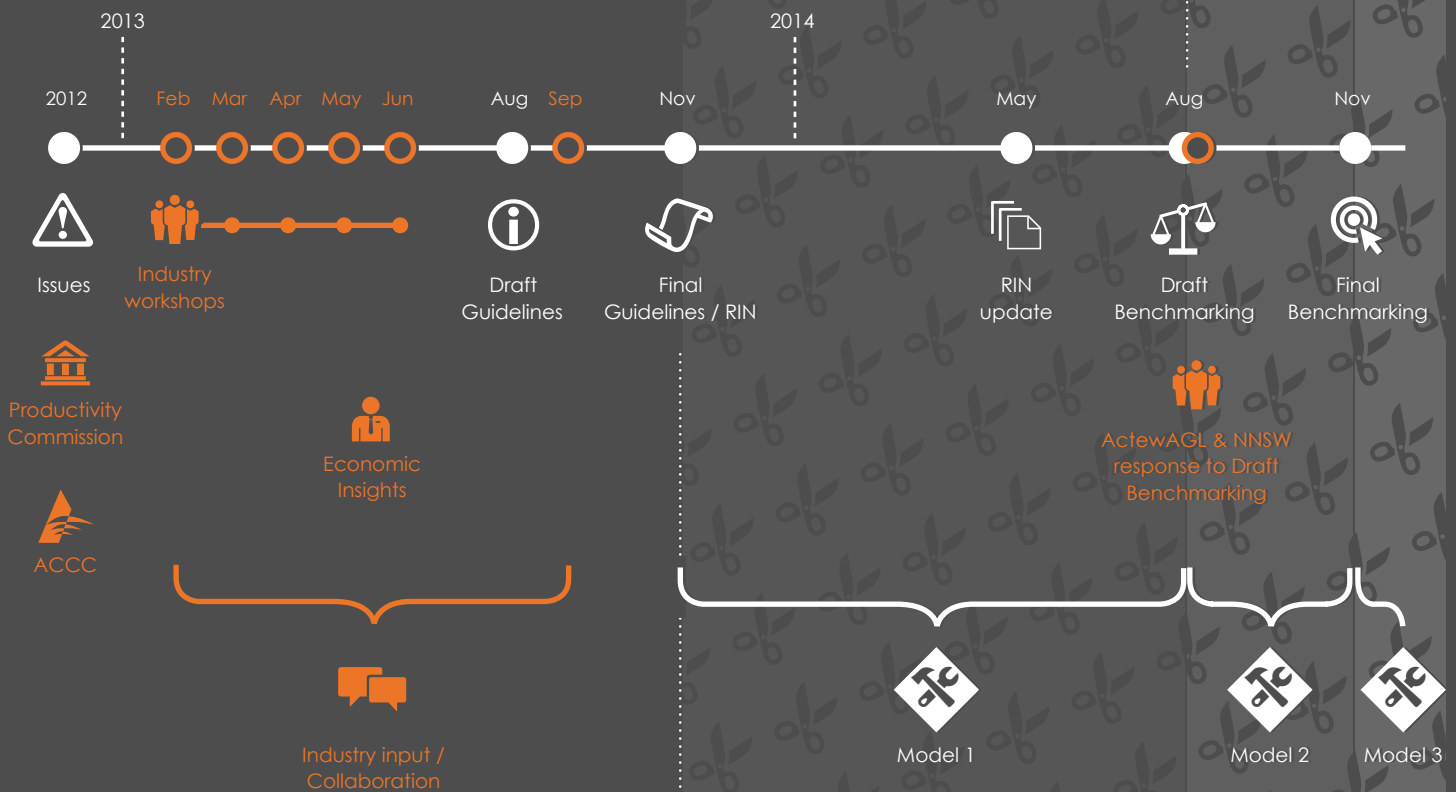 2013
2014
2012
Feb
Mar
Apr
May
Jun
Aug
Sep
Nov
May
Aug
Nov
Issues
Industry
workshops
Draft
Guidelines
Final
Guidelines / RIN
RIN
update
Draft
Benchmarking
Final
Benchmarking
Productivity
Commission
Economic
Insights
ActewAGL & NNSW
response to Draft
Benchmarking
ACCC
Industry input /
Collaboration
Model 1
Model 2
Model 3